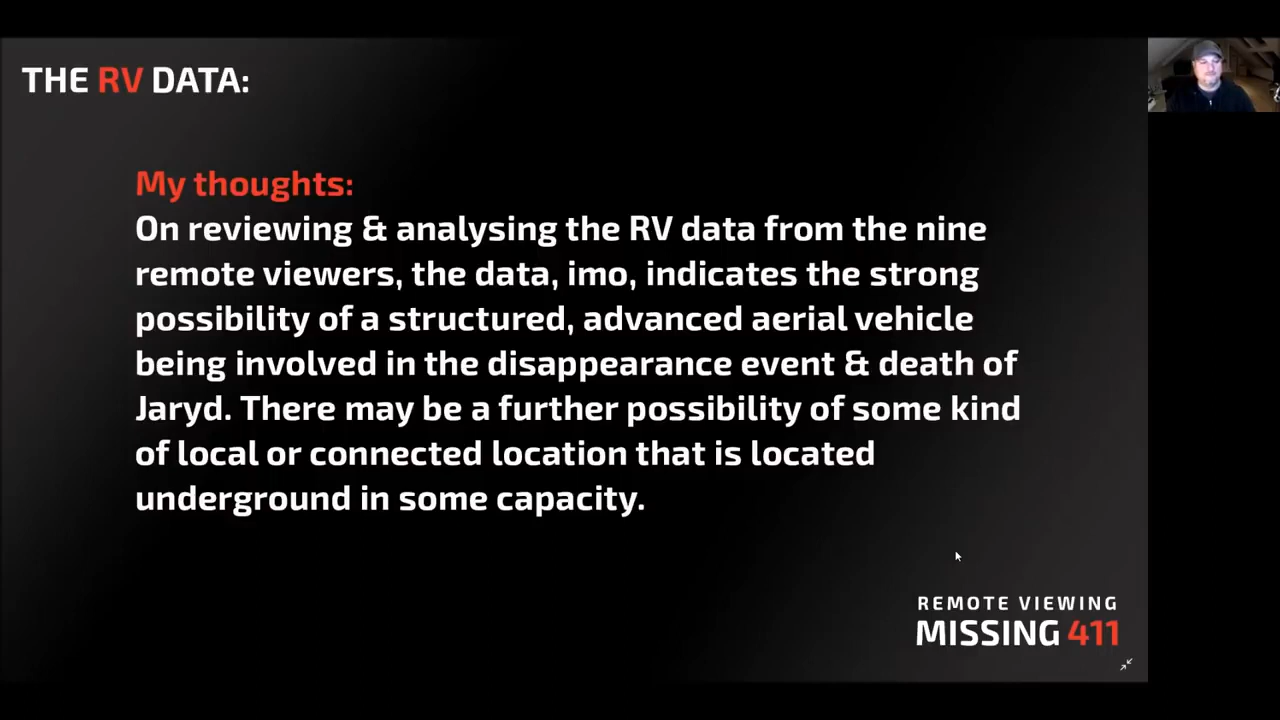 THE RV DATA:
My thoughts:
On reviewing & analysing the RV data from the nine
remote viewers, the data, imo, indicates the strong
possibility of a structured, advanced aerial vehicle
being involved in the disappearance event & death of
Jaryd. There may be a further possibility of some kind
of local or connected location that is located
underground in some capacity.
REMOTE VIEWING
MISSING 411